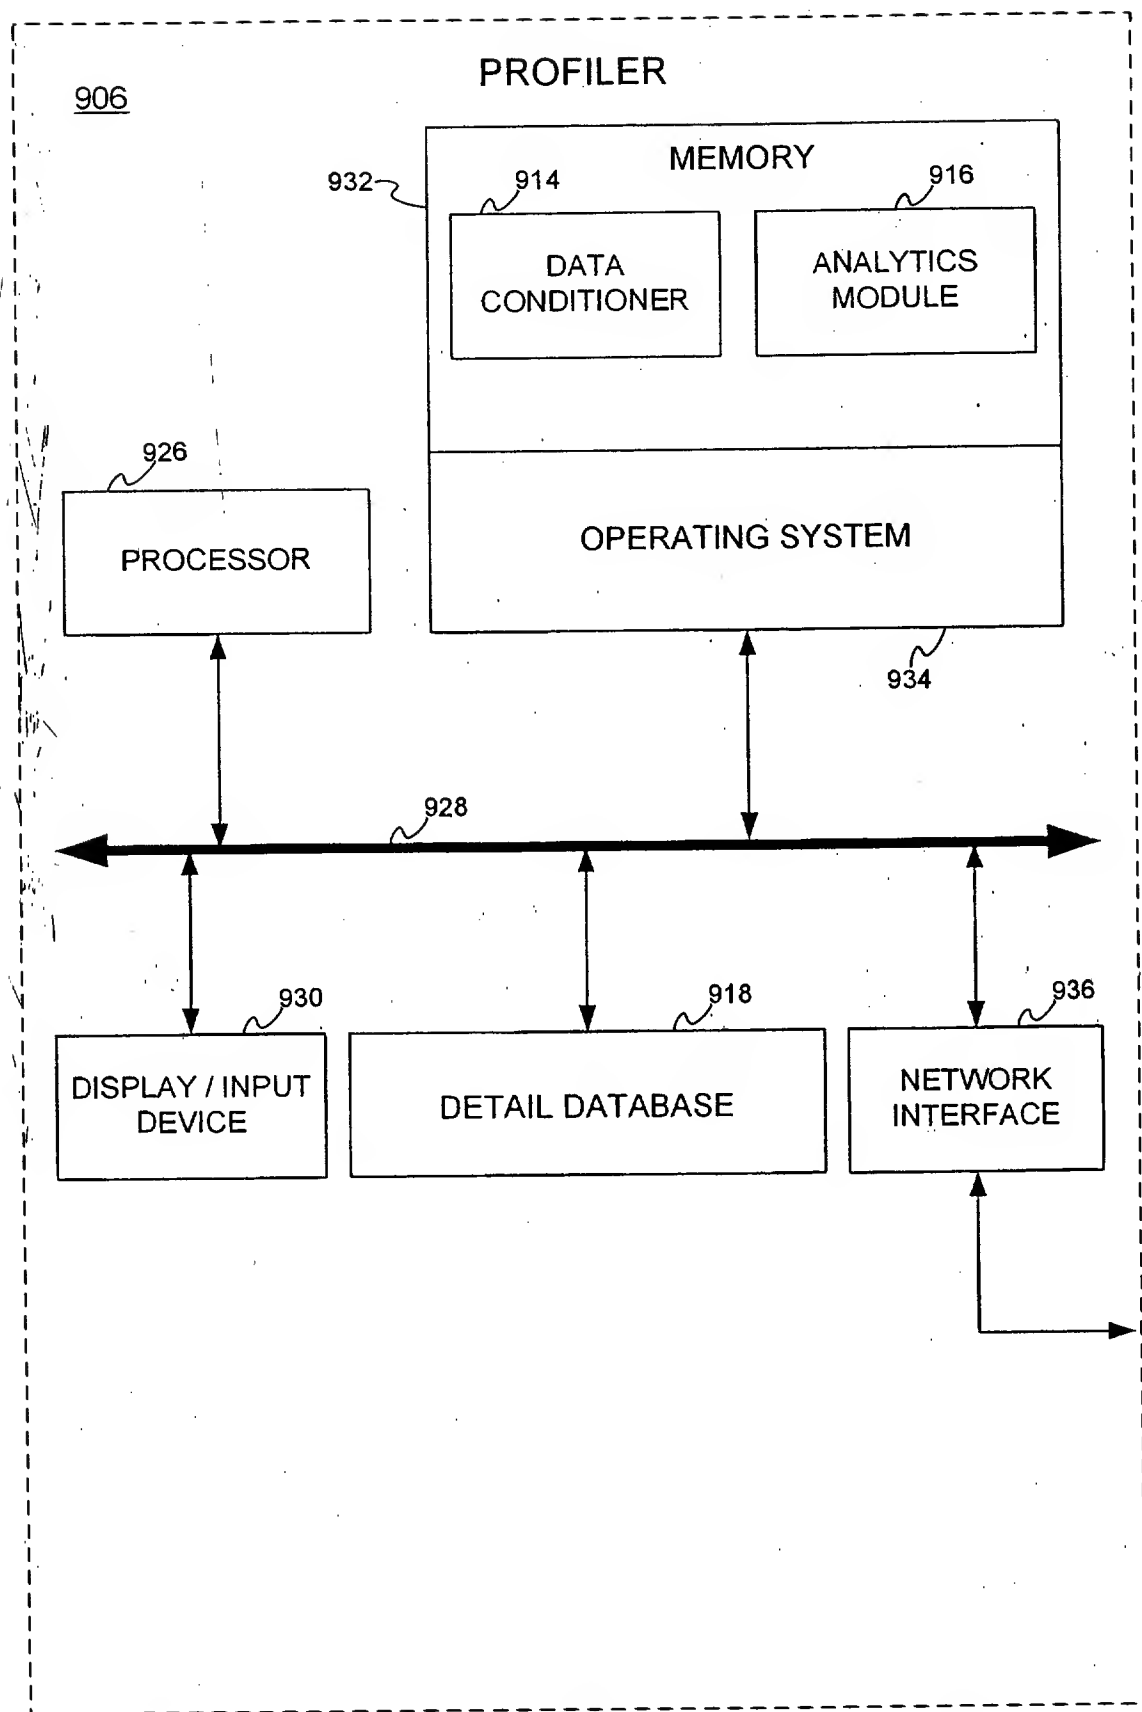 PROFILER
906
MEMORY
932
914
916
DATA
CONDITIONER
ANALYTICS
MODULE
926
PROCESSOR
OPERATING SYSTEM
934
928
930
918
936
DISPLAY / INPUT
DEVICE
DETAIL DATABASE
NETWORK
INTERFACE